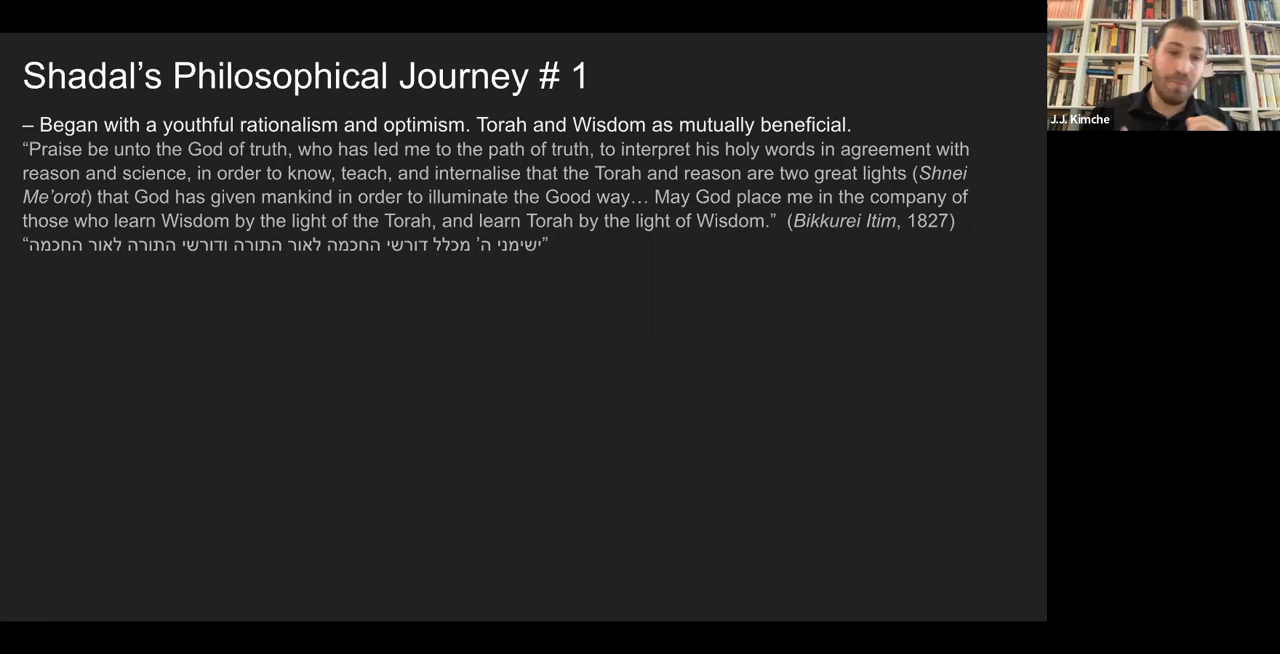 Shadal’s Philosophical Journey # 1
– Began with a youthful rationalism and optimism. Torah and Wisdom as mutually beneficial.
“Praise be unto the God of truth, who has led me to the path of truth, to interpret his holy words in agreement with
reason and science, in order to know, teach, and internalise that the Torah and reason are two great lights (Shnei
Me’orot) that God has given mankind in order to illuminate the Good way… May God place me in the company of
those who learn Wisdom by the light of the Torah, and learn Torah by the light of Wisdom.” (Bikkurei Itim, 1827)
“ישימני ה’ מכלל דורשי החכמה לאור התורה ודורשי התורה לאור החכמה”
J.J. Kimche